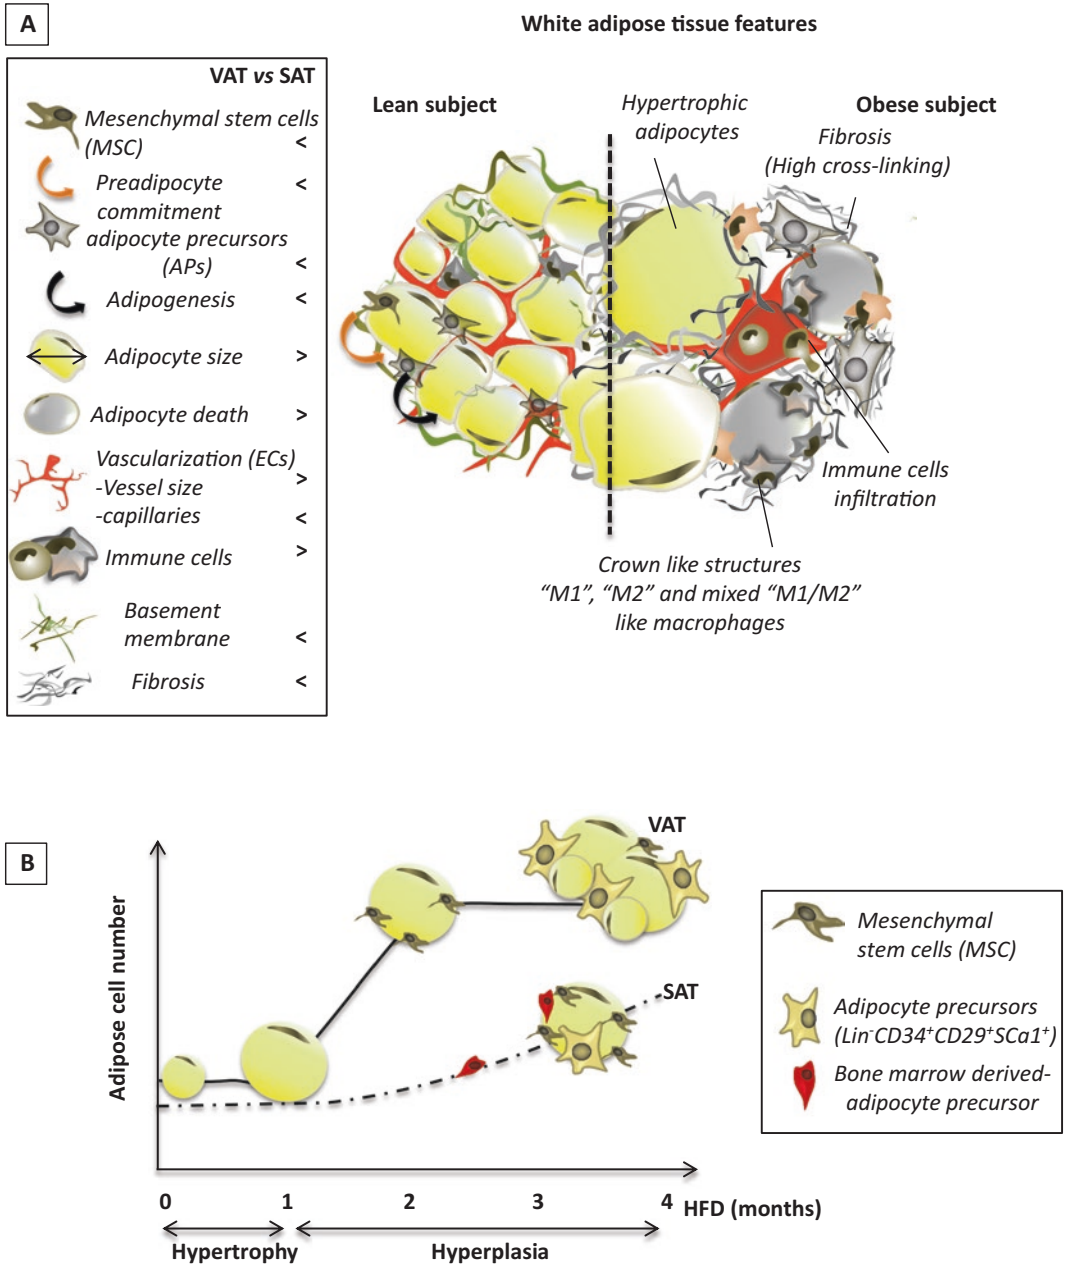 A
White adipose tissue features
VAT vs SAT
Mesenchymal stem cells
(MSC) <
Preadipocyte <
commitment
adipocyte precursors
(APs) <
Adipogenesis <
Adipocyte size >
Adipocyte death >
Vascularization (ECs)
-Vessel size >
-capillaries <
Immune cells >
Basement
membrane <
Fibrosis <
Lean subject
Hypertrophic
adipocytes
Obese subject
Fibrosis
(High cross-linking)
Immune cells
infiltration
Crown like structures
“M1”, “M2” and mixed “M1/M2”
like macrophages
B
Adipose cell number
VAT
SAT
0 1 2 3 4 HFD (months)
Hypertrophy Hyperplasia
Mesenchymal
stem cells (MSC)
Adipocyte precursors
(Lin⁻CD34⁺CD29⁺SCa1⁺)
Bone marrow derived-
adipocyte precursor